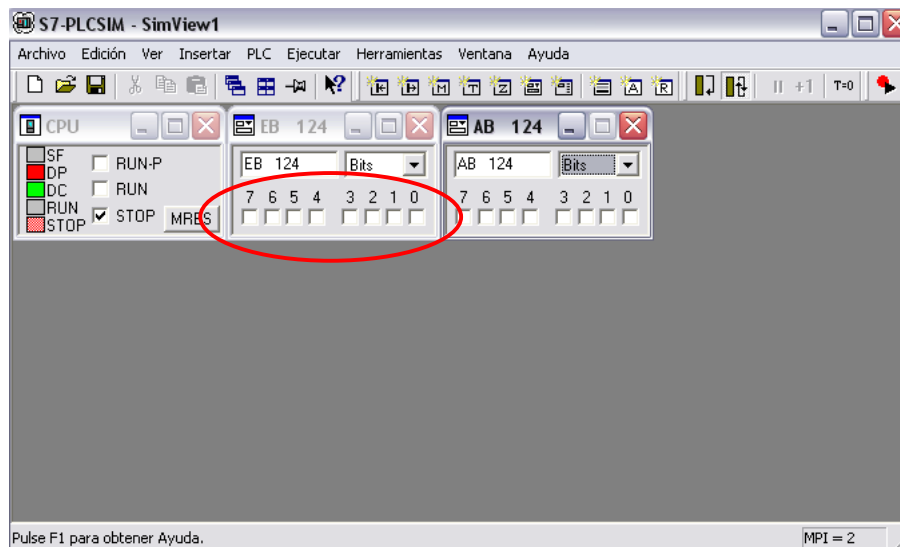 S7-PLCSIM - SimView1
Archivo Edición Ver Insertar PLC Ejecutar Herramientas Ventana Ayuda
+1 T=0
CPU
SF
DP
DC
RUN
STOP
RUN-P
RUN
STOP
MRES
EB 124
EB 124 Bits
7 6 5 4 3 2 1 0
AB 124
AB 124 Bits
7 6 5 4 3 2 1 0
Pulse F1 para obtener Ayuda. MPI = 2